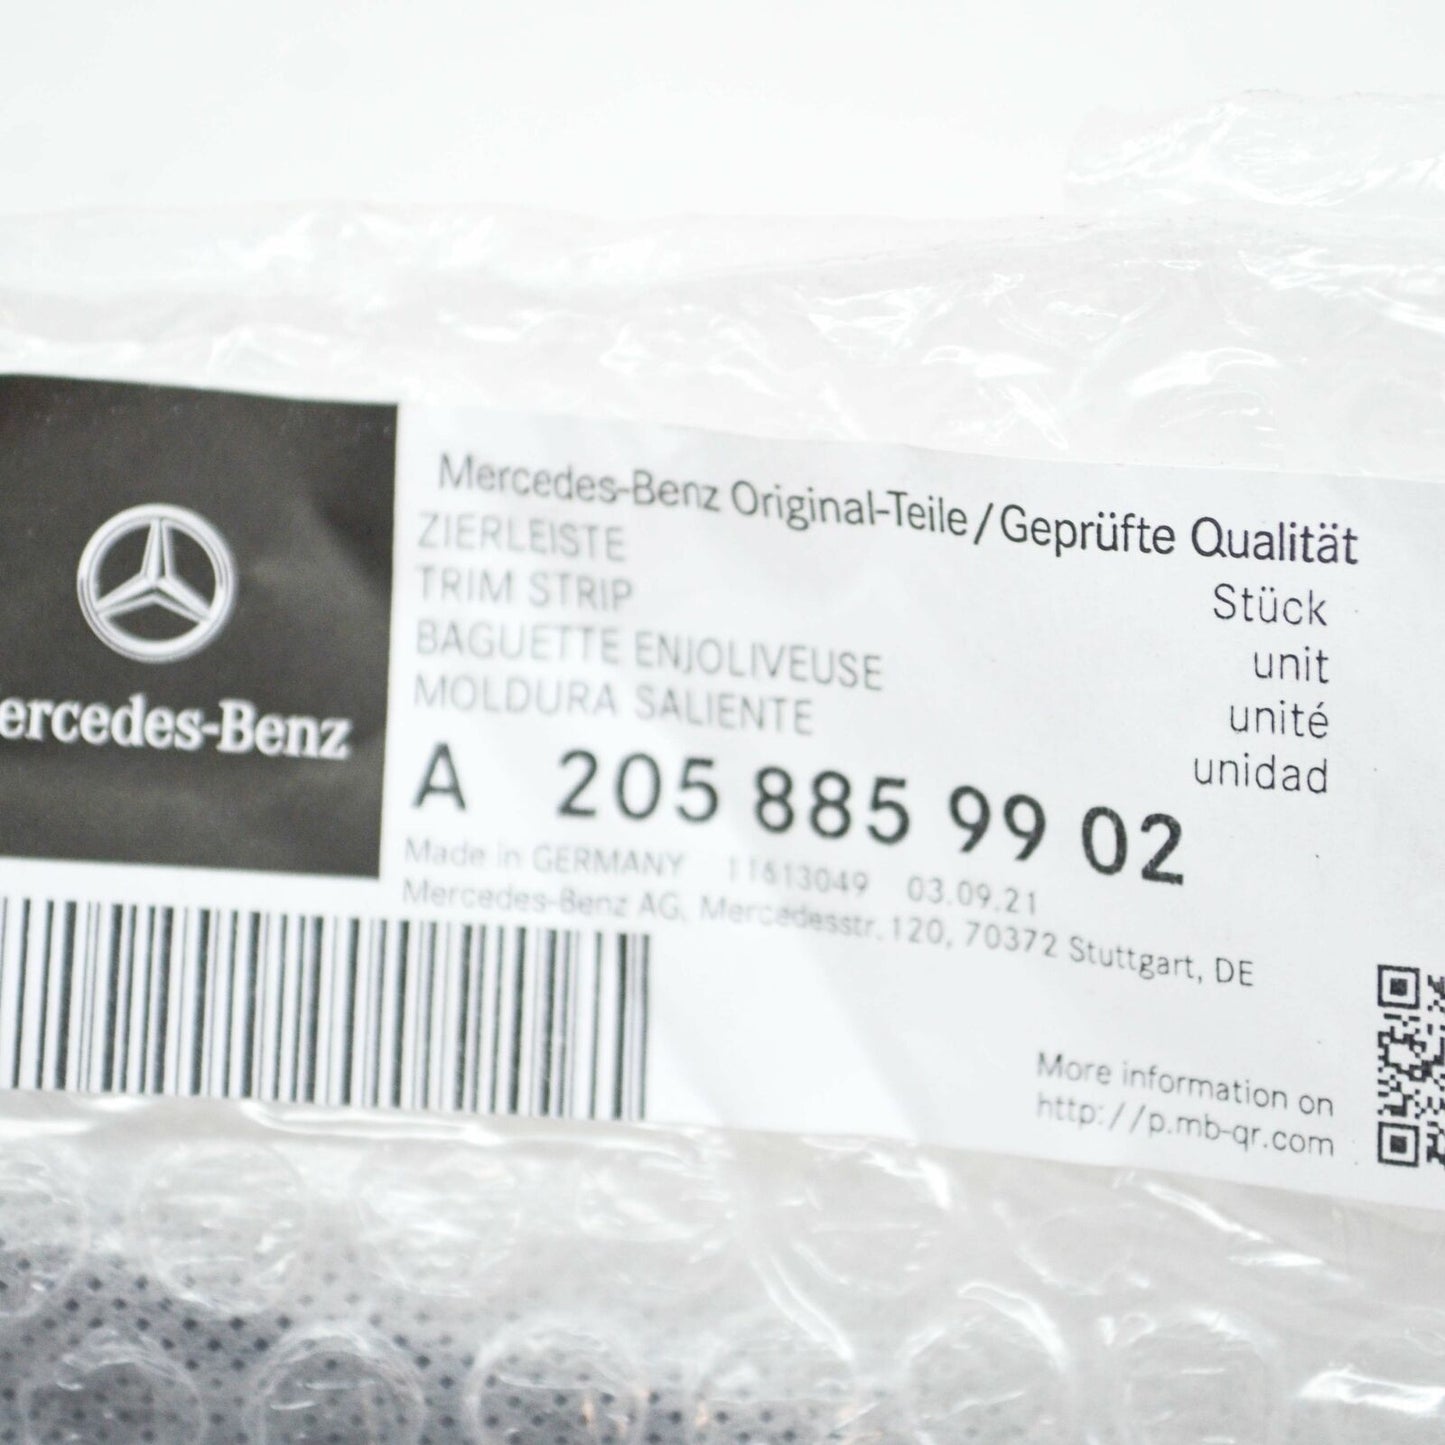 Mercedes-Benz Original-Teile/Geprüfte Qualität
ZIERLEISTE
TRIM STRIP
BAGUETTE ENJOLIVEUSE
MOLDURA SALIENTE
Stück
unit
unité
unidad
ercedes-Benz
A 205 885 99 02
Made in GERMANY 11613049 03.09.21
Mercedes-Benz AG, Mercedesstr. 120, 70372 Stuttgart, DE
More information on
http://p.mb-qr.com